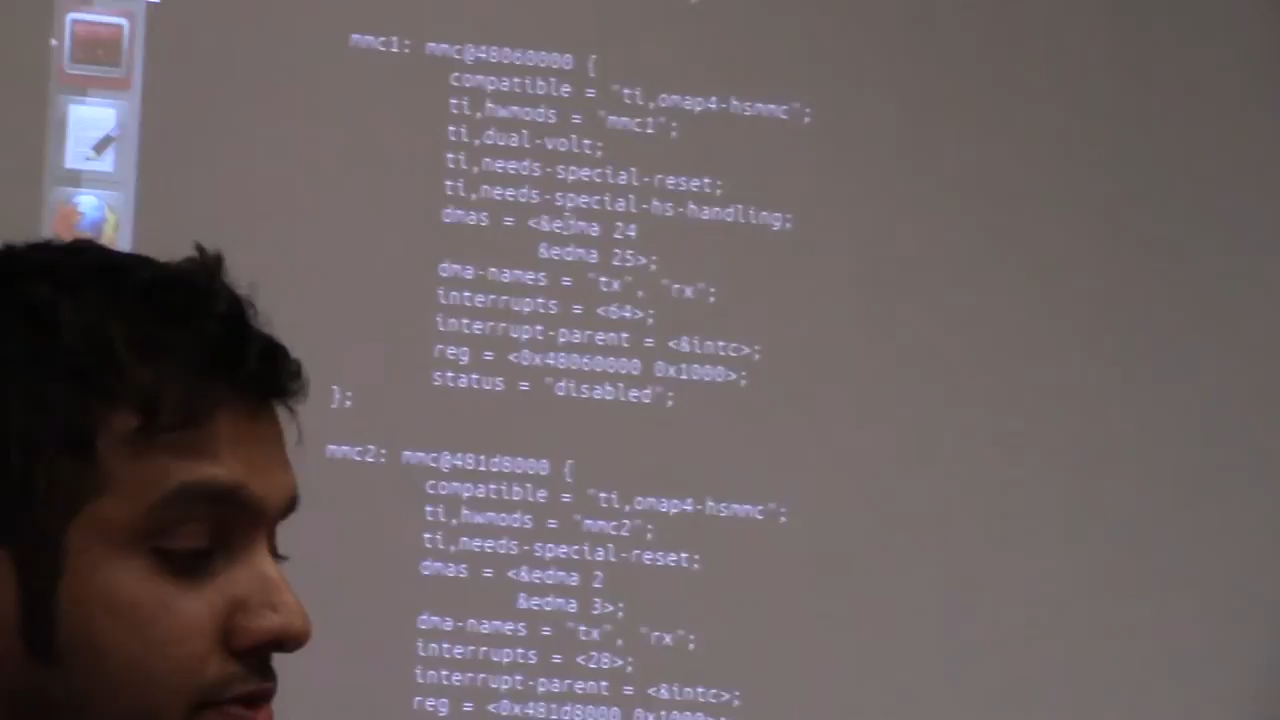 mmc1: mmc@48060000 {
compatible = "ti,omap4-hsmmc";
ti,hwmods = "mmc1";
ti,dual-volt;
ti,needs-special-reset;
ti,needs-special-hs-handling;
dmas = <&edma 24
&edma 25>;
dma-names = "tx", "rx";
interrupts = <64>;
interrupt-parent = <&intc>;
reg = <0x48060000 0x1000>;
status = "disabled";
};
mmc2: mmc@481d8000 {
compatible = "ti,omap4-hsmmc";
ti,hwmods = "mmc2";
ti,needs-special-reset;
dmas = <&edma 2
&edma 3>;
dma-names = "tx", "rx";
interrupts = <28>;
interrupt-parent = <&intc>;
reg = <0x481d8000 0x1000>;